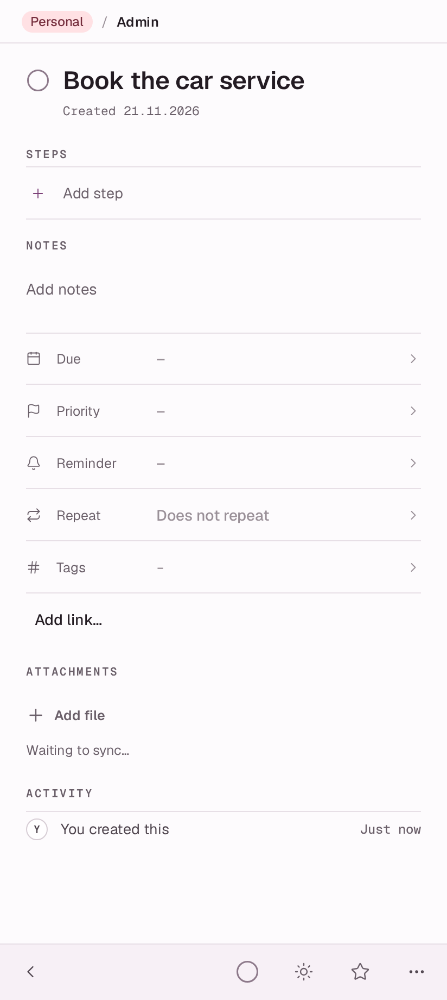 Personal / Admin
Book the car service
Created 21.11.2026
STEPS
+ Add step
NOTES
Add notes
Due –
Priority –
Reminder –
Repeat Does not repeat
Tags –
Add link…
ATTACHMENTS
+ Add file
Waiting to sync…
ACTIVITY
Y You created this Just now